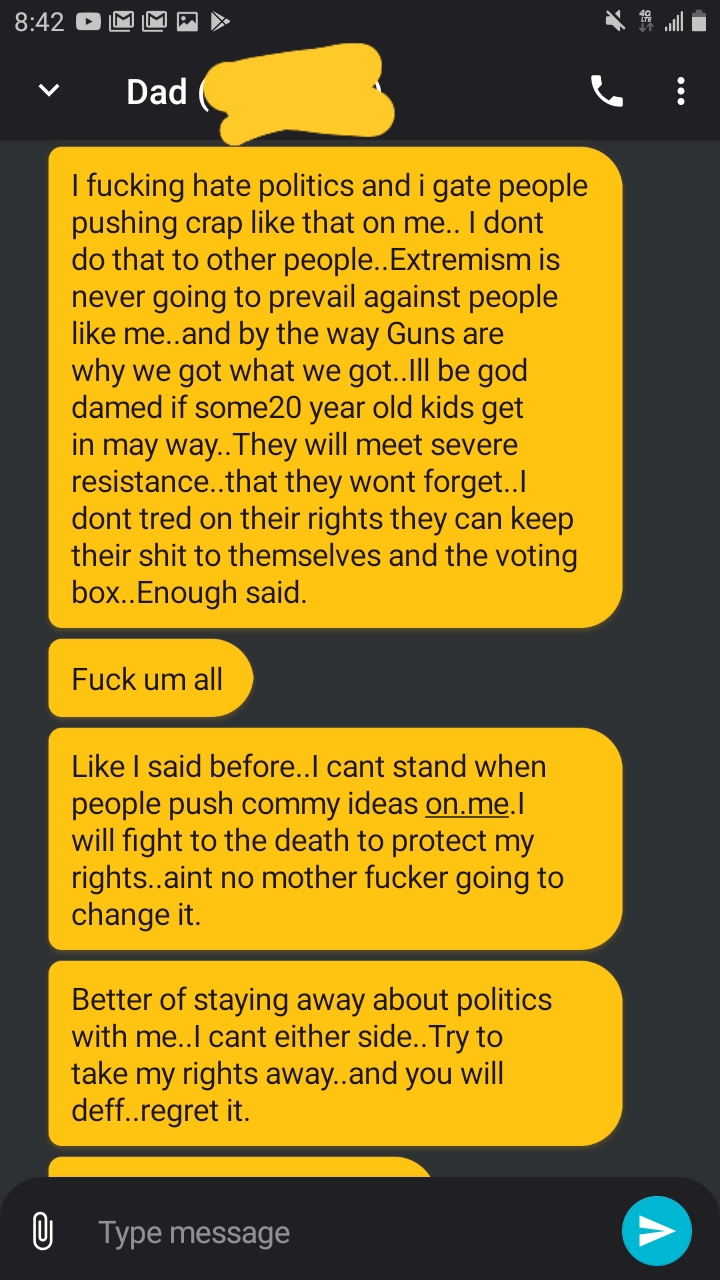 8:42
4G
LTE
Dad (
I fucking hate politics and i gate people
pushing crap like that on me.. I dont
do that to other people..Extremism is
never going to prevail against people
like me..and by the way Guns are
why we got what we got..Ill be god
damed if some20 year old kids get
in may way..They will meet severe
resistance..that they wont forget..I
dont tred on their rights they can keep
their shit to themselves and the voting
box..Enough said.
Fuck um all
Like I said before..I cant stand when
people push commy ideas on.me.I
will fight to the death to protect my
rights..aint no mother fucker going to
change it.
Better of staying away about politics
with me..I cant either side..Try to
take my rights away..and you will
deff..regret it.
Type message